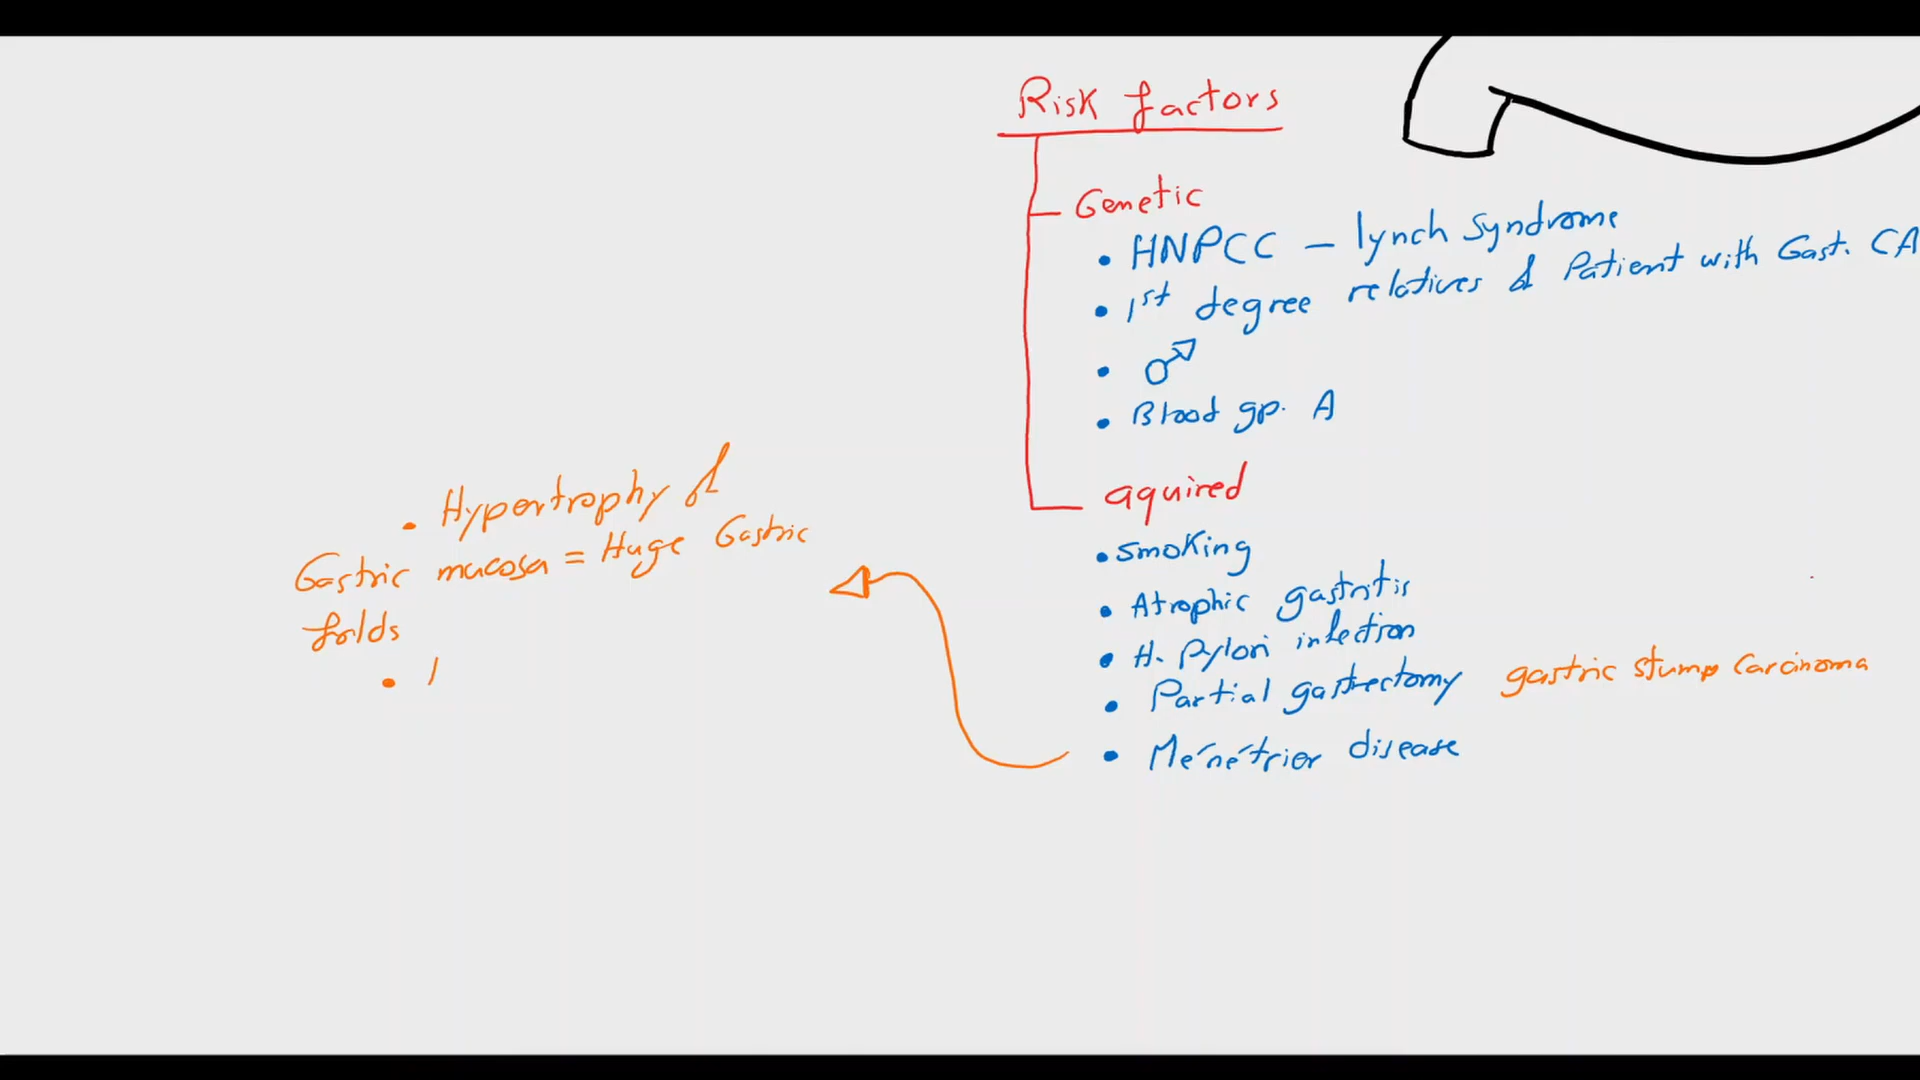 Risk factors
Genetic
• HNPCC – lynch Syndrome
• 1st degree relatives of Patient with Gast. CA
• ♂
• Blood gp. A
aquired
• smoking
• Atrophic gastritis
• H. Pylori infection
• Partial gastrectomy gastric stump Carcinoma
• Ménétrier disease
• Hypertrophy of
Gastric mucosa = Huge Gastric
folds
•